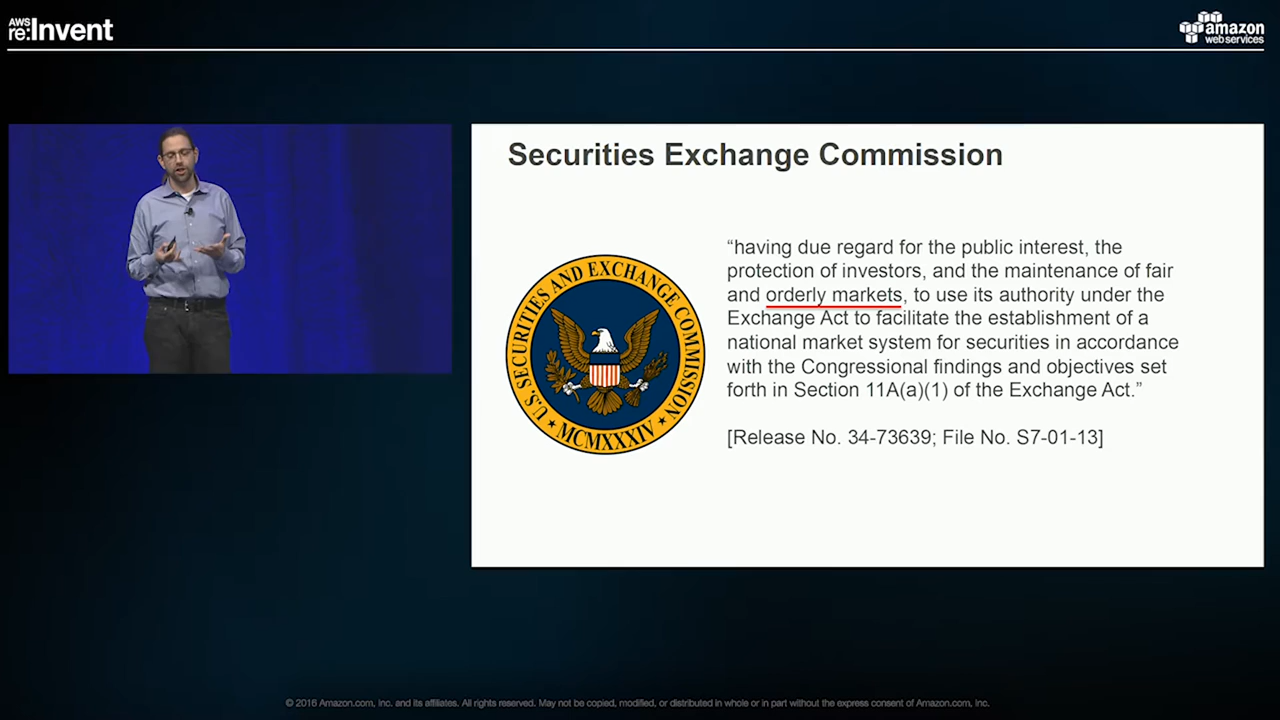 AWS
re:Invent
amazon
web services
Securities Exchange Commission
“having due regard for the public interest, the
protection of investors, and the maintenance of fair
and orderly markets, to use its authority under the
Exchange Act to facilitate the establishment of a
national market system for securities in accordance
with the Congressional findings and objectives set
forth in Section 11A(a)(1) of the Exchange Act.”
[Release No. 34-73639; File No. S7-01-13]
U.S. SECURITIES AND EXCHANGE COMMISSION
MCMXXXIV
© 2016 Amazon.com, Inc. and its affiliates. All rights reserved. May not be copied, modified, or distributed in whole or in part without the express consent of Amazon.com, Inc.